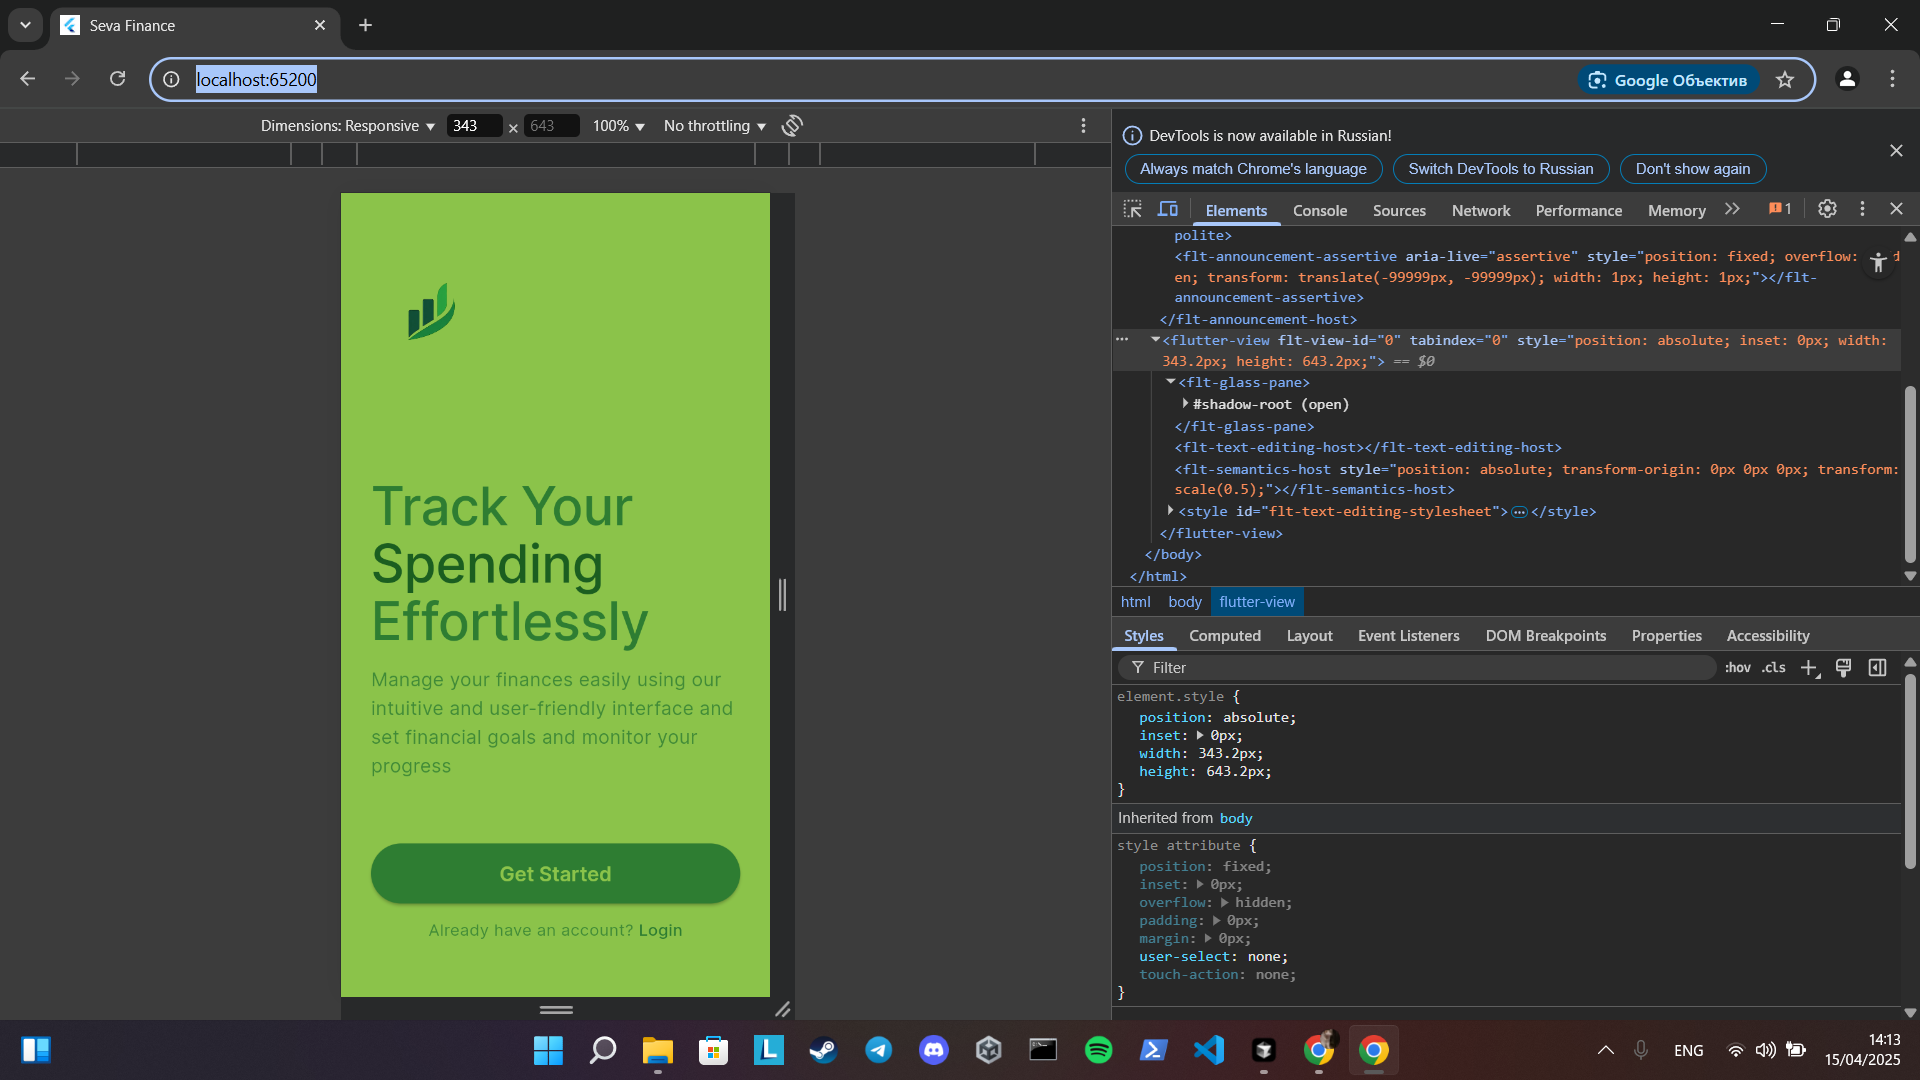 Seva Finance
localhost:65200
Google Объектив
Dimensions: Responsive 343 × 643 100% No throttling
Track Your
Spending
Effortlessly
Manage your finances easily using our
intuitive and user-friendly interface and
set financial goals and monitor your
progress
Get Started
Already have an account? Login
DevTools is now available in Russian!
Always match Chrome's language Switch DevTools to Russian Don't show again
Elements Console Sources Network Performance Memory 1
polite>
<flt-announcement-assertive aria-live="assertive" style="position: fixed; overflow: d
en; transform: translate(-99999px, -99999px); width: 1px; height: 1px;"></flt-
announcement-assertive>
</flt-announcement-host>
<flutter-view flt-view-id="0" tabindex="0" style="position: absolute; inset: 0px; width:
343.2px; height: 643.2px;"> == $0
<flt-glass-pane>
#shadow-root (open)
</flt-glass-pane>
<flt-text-editing-host></flt-text-editing-host>
<flt-semantics-host style="position: absolute; transform-origin: 0px 0px 0px; transform:
scale(0.5);"></flt-semantics-host>
<style id="flt-text-editing-stylesheet">…</style>
</flutter-view>
</body>
</html>
html body flutter-view
Styles Computed Layout Event Listeners DOM Breakpoints Properties Accessibility
Filter :hov .cls
element.style {
position: absolute;
inset: 0px;
width: 343.2px;
height: 643.2px;
}
Inherited from body
style attribute {
position: fixed;
inset: 0px;
overflow: hidden;
padding: 0px;
margin: 0px;
user-select: none;
touch-action: none;
}
L
ENG
14:13
15/04/2025